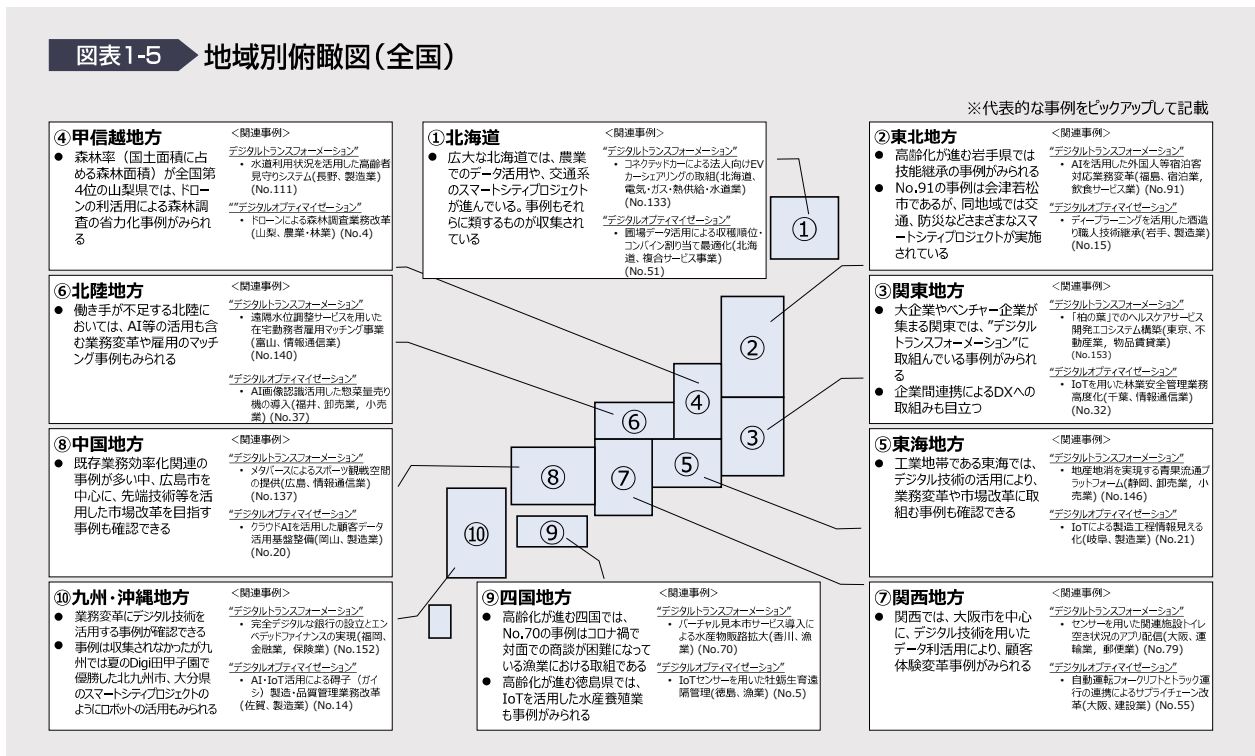 図表1-5
地域別俯瞰図(全国)
※代表的な事例をピックアップして記載
④甲信越地方
● 森林率(国土面積に占
める森林面積)が全国第
4位の山梨県では、ドロー
ンの利活用による森林調
査の省力化事例がみられ
る
<関連事例>
デジタルトランスフォーメーション"
• 水道利用状況を活用した高齢者
見守りシステム(長野、製造業)
(No.111)
""デジタルオプティマイゼーション"
• ドローンによる森林調査業務改革
(山梨、農業・林業) (No.4)
①北海道
● 広大な北海道では、農業
でのデータ活用や、交通系
のスマートシティプロジェクト
が進んでいる。事例もそれ
らに類するものが収集され
ている
<関連事例>
"デジタルトランスフォーメーション"
• コネクテッドカーによる法人向けEV
カーシェアリングの取組(北海道、
電気・ガス・熱供給・水道業)
(No.133)
"デジタルオプティマイゼーション"
• 圃場データ活用による収穫順位・
コンバイン割り当て最適化(北海
道、複合サービス事業)
(No.51)
②東北地方
● 高齢化が進む岩手県では
技能継承の事例がみられる
● No.91の事例は会津若松
市であるが、同地域では交
通、防災などさまざまなスマ
ートシティプロジェクトが実施
されている
<関連事例>
"デジタルトランスフォーメーション"
• AIを活用した外国人等宿泊客
対応業務変革(福島、宿泊業,
飲食サービス業) (No.91)
"デジタルオプティマイゼーション"
• ディープラーニングを活用した酒造
り職人技術継承(岩手、製造業)
(No.15)
⑥北陸地方
● 働き手が不足する北陸に
おいては、AI等の活用も含
む業務変革や雇用のマッチ
ング事例もみられる
<関連事例>
"デジタルトランスフォーメーション"
• 遠隔水位調整サービスを用いた
在宅勤務者雇用マッチング事業
(富山、情報通信業)
(No.140)
"デジタルオプティマイゼーション"
• AI画像認識活用した惣菜量売り
機の導入(福井、卸売業,小売
業) (No.37)
③関東地方
● 大企業やベンチャー企業が
集まる関東では、"デジタル
トランスフォーメーション"に
取組んでいる事例がみられ
る
● 企業間連携によるDXへの
取組みも目立つ
<関連事例>
"デジタルトランスフォーメーション"
• 「柏の葉」でのヘルスケアサービス
開発エコシステム構築(東京、不
動産業,物品賃貸業)
(No.153)
"デジタルオプティマイゼーション"
• IoTを用いた林業安全管理業務
高度化(千葉、情報通信業)
(No.32)
⑧中国地方
● 既存業務効率化関連の
事例が多い中、広島市を
中心に、先端技術等を活
用した市場改革を目指す
事例も確認できる
<関連事例>
"デジタルトランスフォーメーション"
• メタバースによるスポーツ観戦空間
の提供(広島、情報通信業)
(No.137)
"デジタルオプティマイゼーション"
• クラウドAIを活用した顧客データ
活用基盤整備(岡山、製造業)
(No.20)
⑤東海地方
● 工業地帯である東海では、
デジタル技術の活用により、
業務変革や市場改革に取
組む事例も確認できる
<関連事例>
"デジタルトランスフォーメーション"
• 地産地消を実現する青果流通プ
ラットフォーム(静岡、卸売業,小
売業) (No.146)
"デジタルオプティマイゼーション"
• IoTによる製造工程情報見える
化(岐阜、製造業) (No.21)
⑩九州・沖縄地方
● 業務変革にデジタル技術を
活用する事例が確認できる
● 事例は収集されなかったが九
州では夏のDigi田甲子園で
優勝した北九州市、大分県
のスマートシティプロジェクトの
ようにロボットの活用もみられる
<関連事例>
"デジタルトランスフォーメーション"
• 完全デジタルな銀行の設立とエン
ベデッドファイナンスの実現(福岡、
金融業,保険業) (No.152)
"デジタルオプティマイゼーション"
• AI・IoT活用による碍子(ガイ
シ)製造・品質管理業務改革
(佐賀、製造業) (No.14)
⑨四国地方
● 高齢化が進む四国では、
No.70の事例はコロナ禍で
対面での商談が困難になって
いる漁業における取組である
● 高齢化が進む徳島県では、
IoTを活用した水産養殖業
も事例がみられる
<関連事例>
"デジタルトランスフォーメーション"
• バーチャル見本市サービス導入に
よる水産物販路拡大(香川、漁
業) (No.70)
"デジタルオプティマイゼーション"
• IoTセンサーを用いた牡蛎生育遠
隔管理(徳島、漁業) (No.5)
⑦関西地方
● 関西では、大阪市を中心
に、デジタル技術を用いた
データ利活用により、顧客
体験変革事例がみられる
<関連事例>
"デジタルトランスフォーメーション"
• センサーを用いた関連施設トイレ
空き状況のアプリ配信(大阪、運
輸業,郵便業) (No.79)
"デジタルオプティマイゼーション"
• 自動運転フォークリフトとトラック運
行の連携によるサプライチェーン改
革(大阪、建設業) (No.55)
①
②
④
⑥
③
⑧
⑦
⑤
⑩
⑨